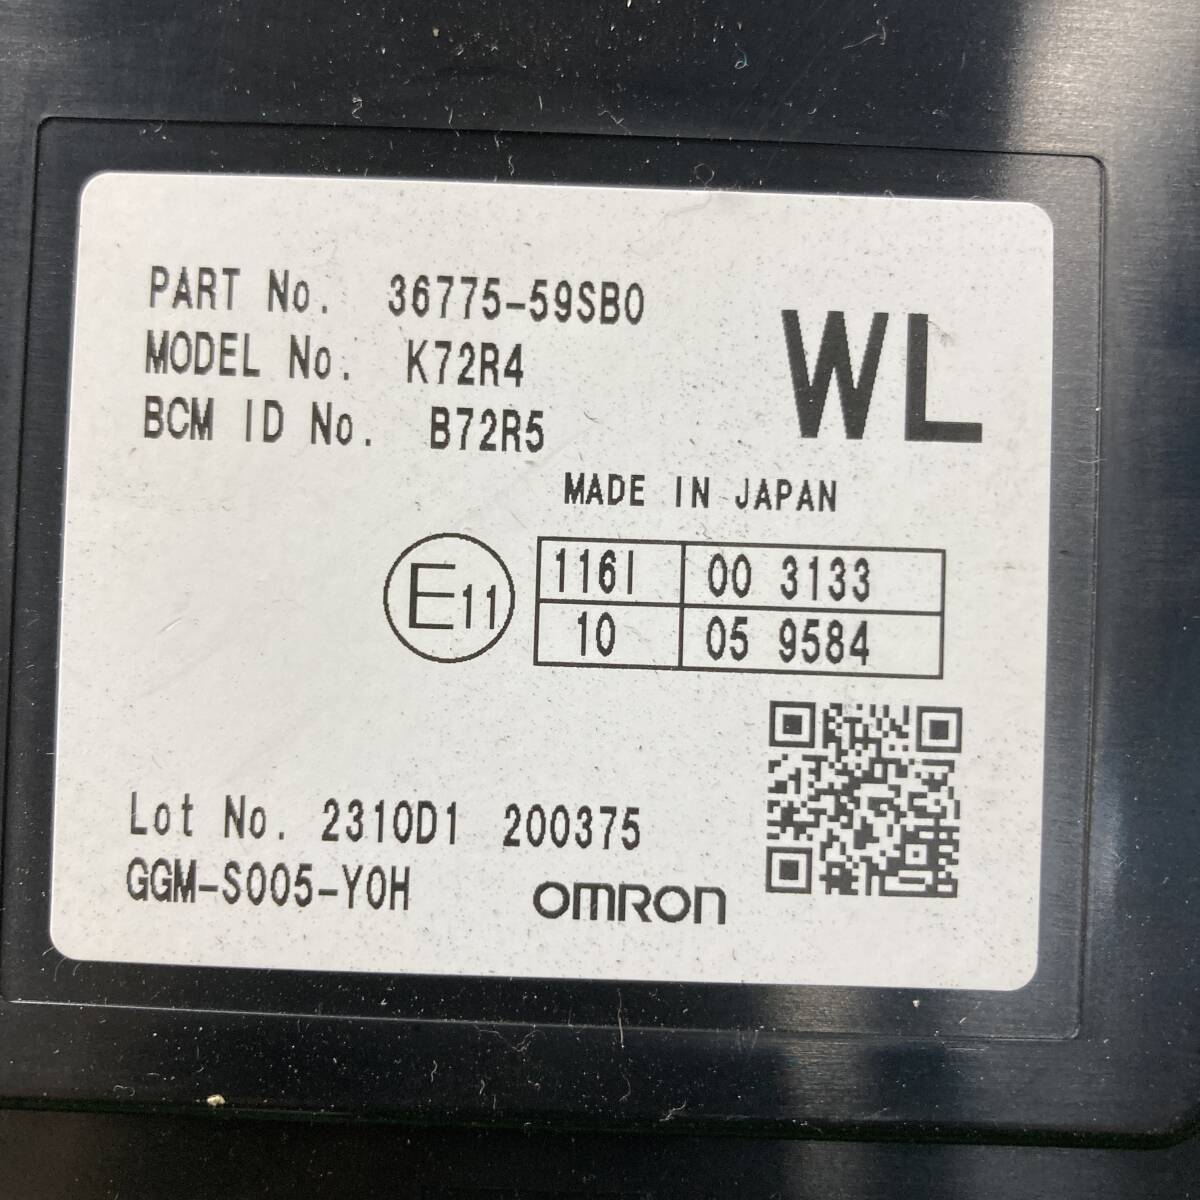 PART No. 36775-59SB0
MODEL No. K72R4
BCM ID No. B72R5
WL
MADE IN JAPAN
E11
116I 00 3133
10 05 9584
Lot No. 2310D1 200375
GGM-S005-Y0H
OMRON